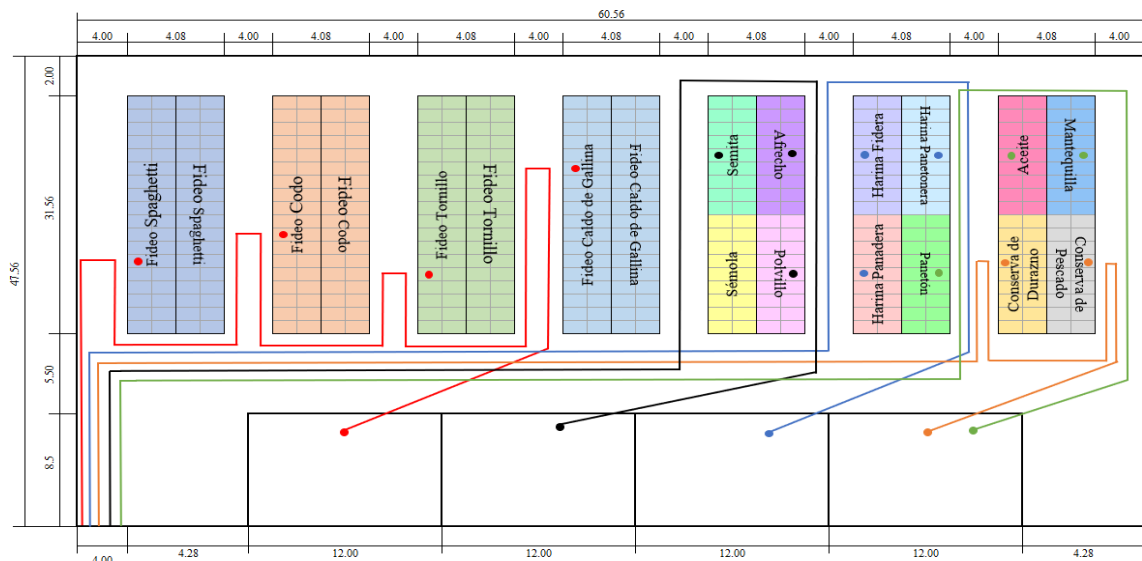 60.56
4.00 4.08 4.00 4.08 4.00 4.08 4.00 4.08 4.00 4.08 4.00 4.08 4.00 4.08 4.00
47.56
2.00
31.56
5.50
8.5
Fideo Spaghetti
Fideo Spaghetti
Fideo Codo
Fideo Codo
Fideo Tornillo
Fideo Tornillo
Fideo Caldo de Gallina
Fideo Caldo de Gallina
Semita
Afrecho
Sémola
Polvillo
Harina Fidera
Harina Panetonera
Harina Panadera
Panetón
Aceite
Mantequilla
Conserva de
Durazno
Conserva de
Pescado
4.00
4.28 12.00 12.00 12.00 12.00 4.28